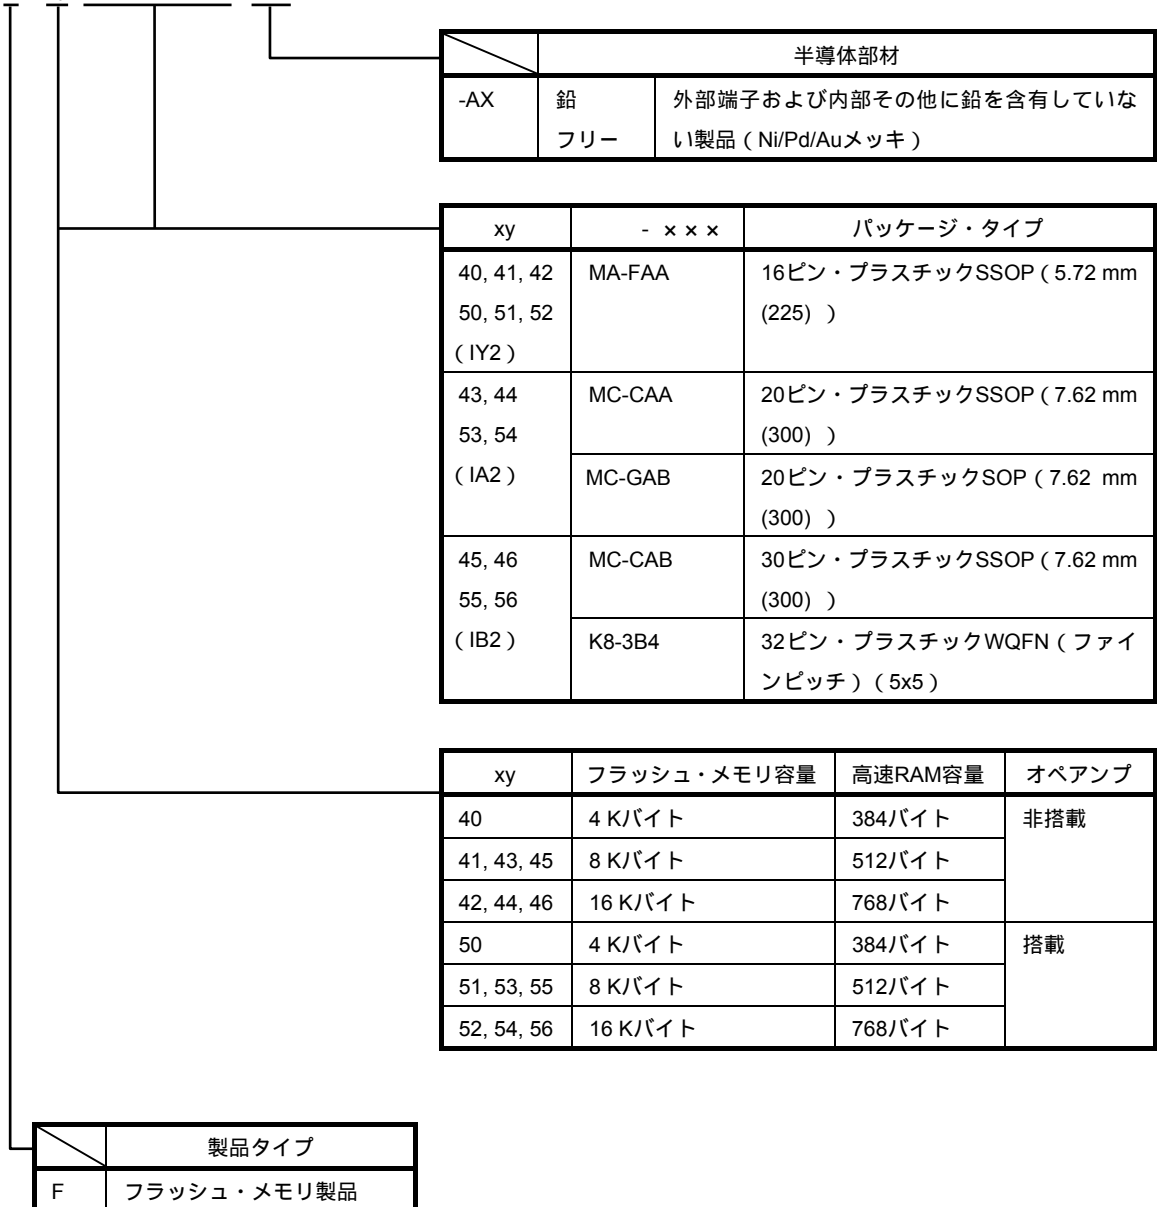 半導体部材
-AX 鉛 外部端子および内部その他に鉛を含有していな
フリー い製品（Ni/Pd/Auメッキ）
xy - ××× パッケージ・タイプ
40, 41, 42 MA-FAA 16ピン・プラスチックSSOP（5.72 mm
50, 51, 52 (225) ）
（IY2）
43, 44 MC-CAA 20ピン・プラスチックSSOP（7.62 mm
53, 54 (300) ）
（IA2） MC-GAB 20ピン・プラスチックSOP（7.62 mm
(300) ）
45, 46 MC-CAB 30ピン・プラスチックSSOP（7.62 mm
55, 56 (300) ）
（IB2） K8-3B4 32ピン・プラスチックWQFN（ファイ
ンピッチ）（5x5）
xy フラッシュ・メモリ容量 高速RAM容量 オペアンプ
40 4 Kバイト 384バイト 非搭載
41, 43, 45 8 Kバイト 512バイト
42, 44, 46 16 Kバイト 768バイト
50 4 Kバイト 384バイト 搭載
51, 53, 55 8 Kバイト 512バイト
52, 54, 56 16 Kバイト 768バイト
製品タイプ
F フラッシュ・メモリ製品